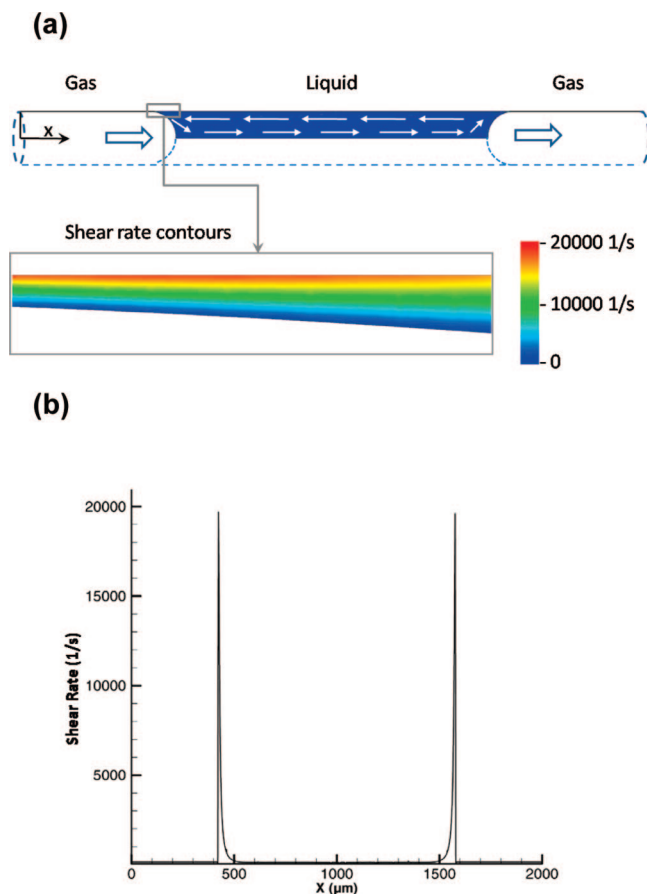 (a)
Gas Liquid Gas
X
Shear rate contours
20000 1/s
10000 1/s
0
(b)
20000
15000
10000
5000
Shear Rate (1/s)
0 500 1000 1500 2000
X (µm)